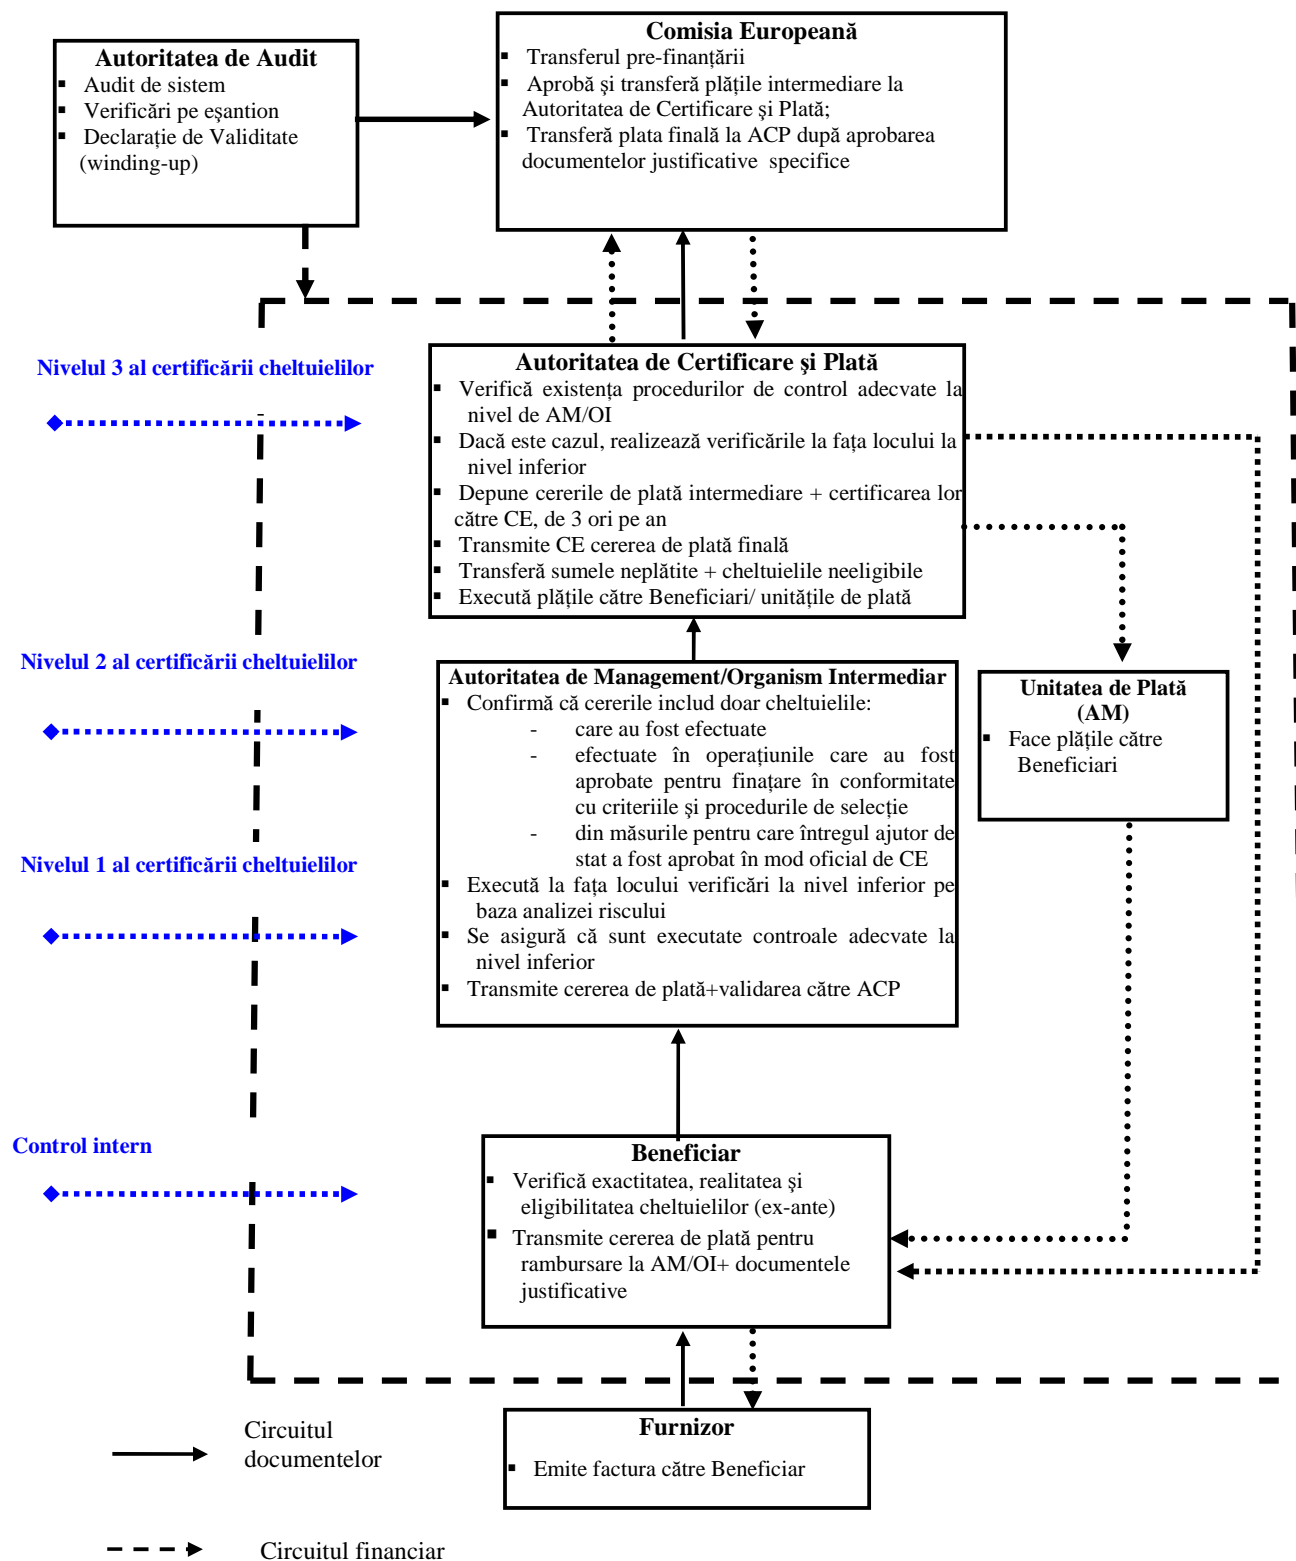 Autoritatea de Audit
▪ Audit de sistem
▪ Verificări pe eşantion
▪ Declaraţie de Validitate
(winding-up)
Comisia Europeană
▪ Transferul pre-finanţării
▪ Aprobă şi transferă plăţile intermediare la
Autoritatea de Certificare şi Plată;
▪ Transferă plata finală la ACP după aprobarea
documentelor justificative specifice
Nivelul 3 al certificării cheltuielilor
Autoritatea de Certificare şi Plată
▪ Verifică existenţa procedurilor de control adecvate la
nivel de AM/OI
▪ Dacă este cazul, realizează verificările la faţa locului la
nivel inferior
▪ Depune cererile de plată intermediare + certificarea lor
către CE, de 3 ori pe an
▪ Transmite CE cererea de plată finală
▪ Transferă sumele neplătite + cheltuielile neeligibile
▪ Execută plăţile către Beneficiari/ unităţile de plată
Nivelul 2 al certificării cheltuielilor
Autoritatea de Management/Organism Intermediar
▪ Confirmă că cererile includ doar cheltuielile:
- care au fost efectuate
- efectuate în operaţiunile care au fost
aprobate pentru finaţare în conformitate
cu criteriile şi procedurile de selecţie
- din măsurile pentru care întregul ajutor de
stat a fost aprobat în mod oficial de CE
▪ Execută la faţa locului verificări la nivel inferior pe
baza analizei riscului
▪ Se asigură că sunt executate controale adecvate la
nivel inferior
▪ Transmite cererea de plată+validarea către ACP
Unitatea de Plată
(AM)
▪ Face plăţile către
Beneficiari
Nivelul 1 al certificării cheltuielilor
Control intern
Beneficiar
▪ Verifică exactitatea, realitatea şi
eligibilitatea cheltuielilor (ex-ante)
▪ Transmite cererea de plată pentru
rambursare la AM/OI+ documentele
justificative
Furnizor
▪ Emite factura către Beneficiar
Circuitul
documentelor
Circuitul financiar